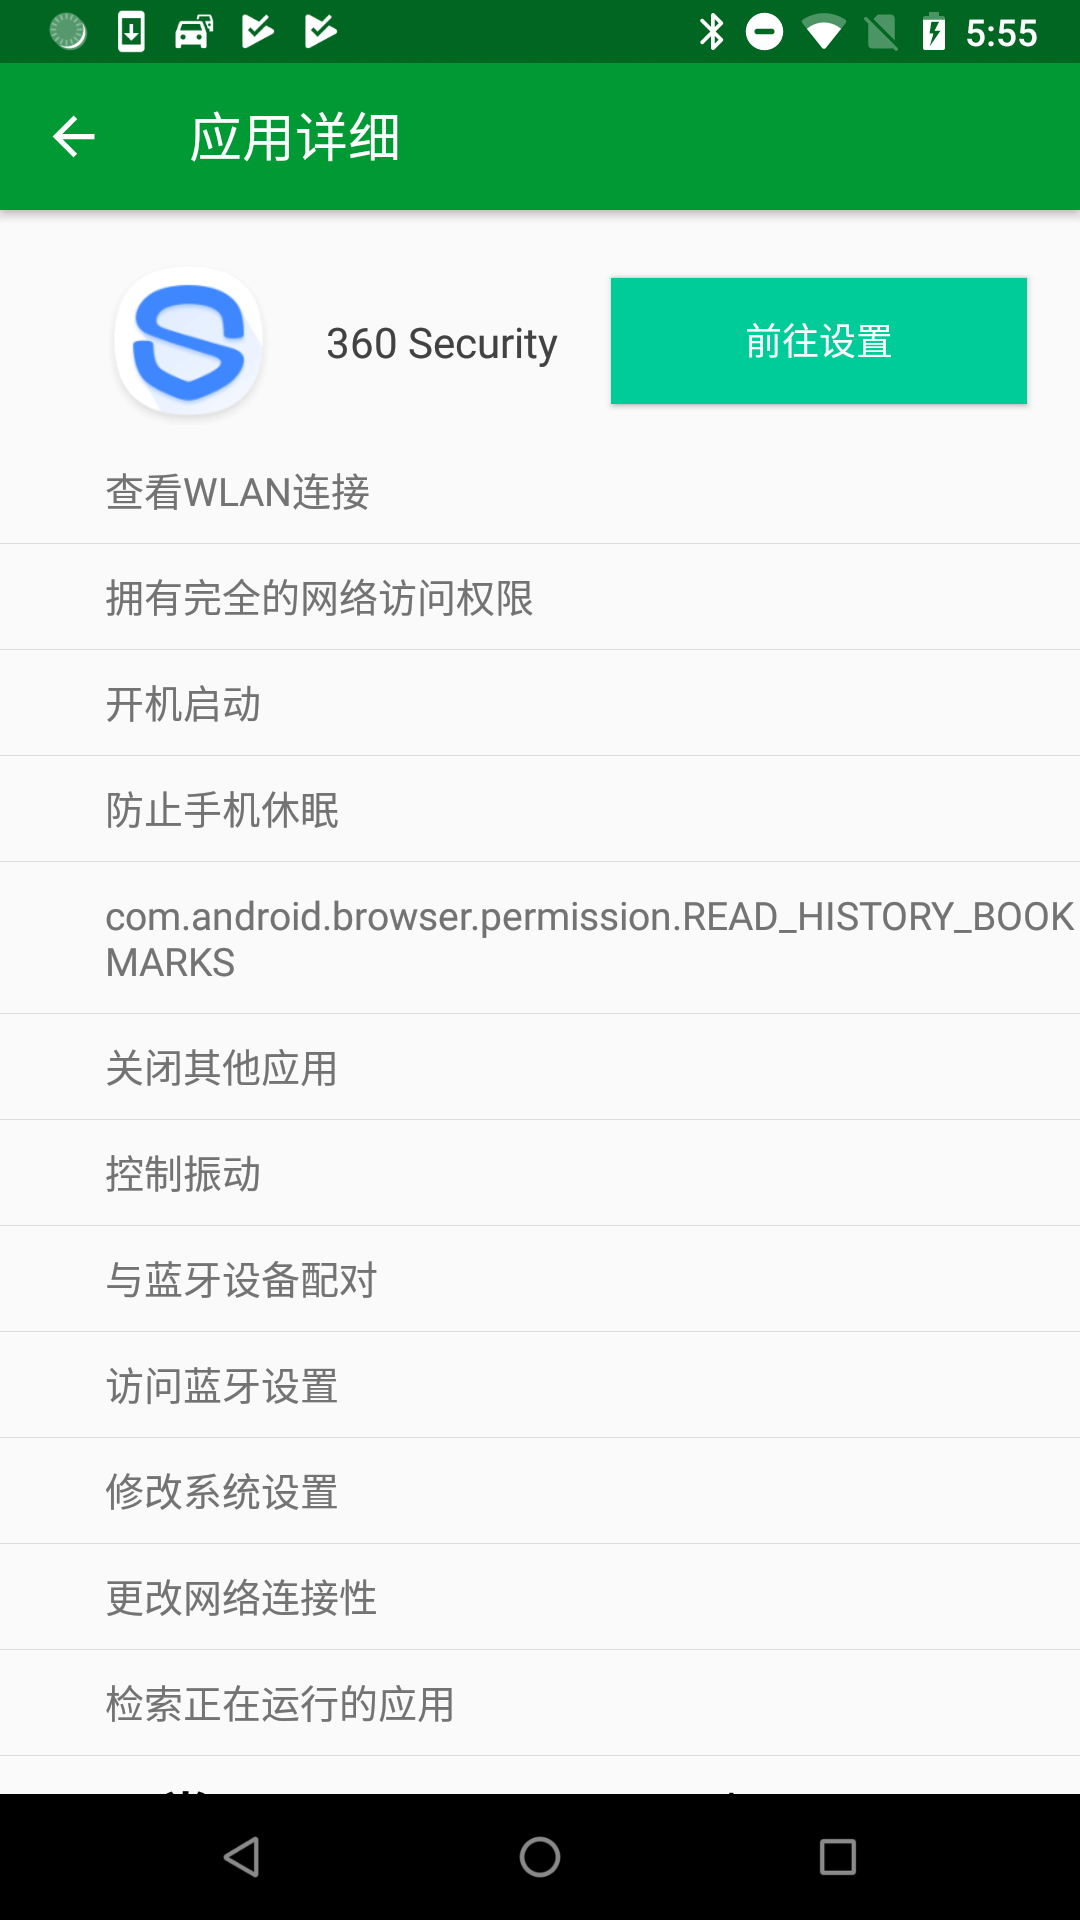 5:55
应用详细
360 Security
前往设置
查看WLAN连接
拥有完全的网络访问权限
开机启动
防止手机休眠
com.android.browser.permission.READ_HISTORY_BOOK
MARKS
关闭其他应用
控制振动
与蓝牙设备配对
访问蓝牙设置
修改系统设置
更改网络连接性
检索正在运行的应用